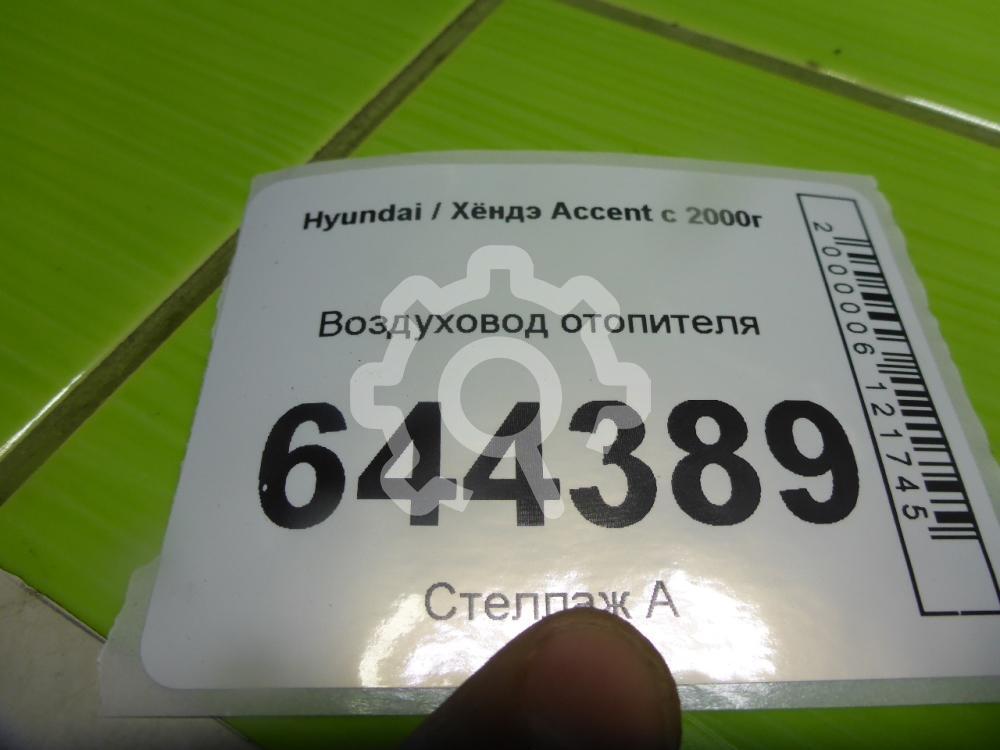 Hyundai / Хёндэ Accent с 2000г
Воздуховод отопителя
644389
Стеллаж А
2000006121745